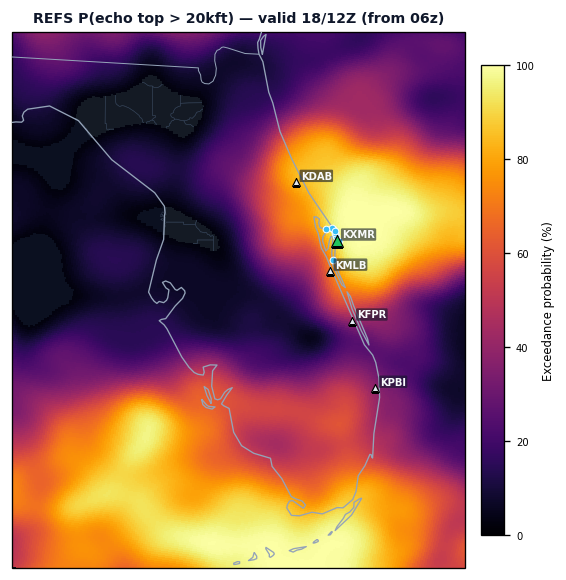 REFS P(echo top > 20kft) — valid 18/12Z (from 06z)
KDAB
KXMR
KMLB
KFPR
KPBI
100
80
60
40
20
0
Exceedance probability (%)